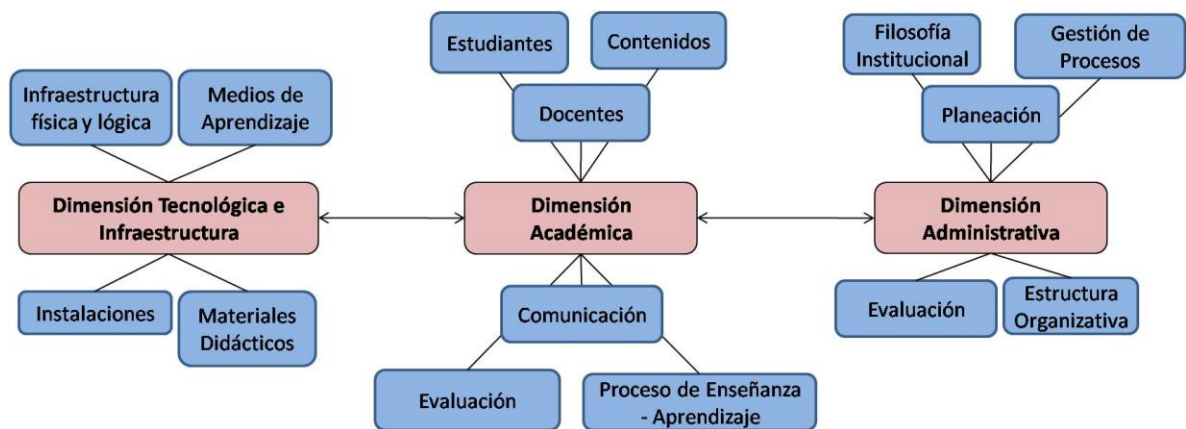 Estudiantes
Contenidos
Filosofía
Institucional
Gestión de
Procesos
Infraestructura
física y lógica
Medios de
Aprendizaje
Docentes
Planeación
Dimensión Tecnológica e
Infraestructura
Dimensión
Académica
Dimensión
Administrativa
Instalaciones
Materiales
Didácticos
Comunicación
Evaluación
Estructura
Organizativa
Evaluación
Proceso de Enseñanza
- Aprendizaje